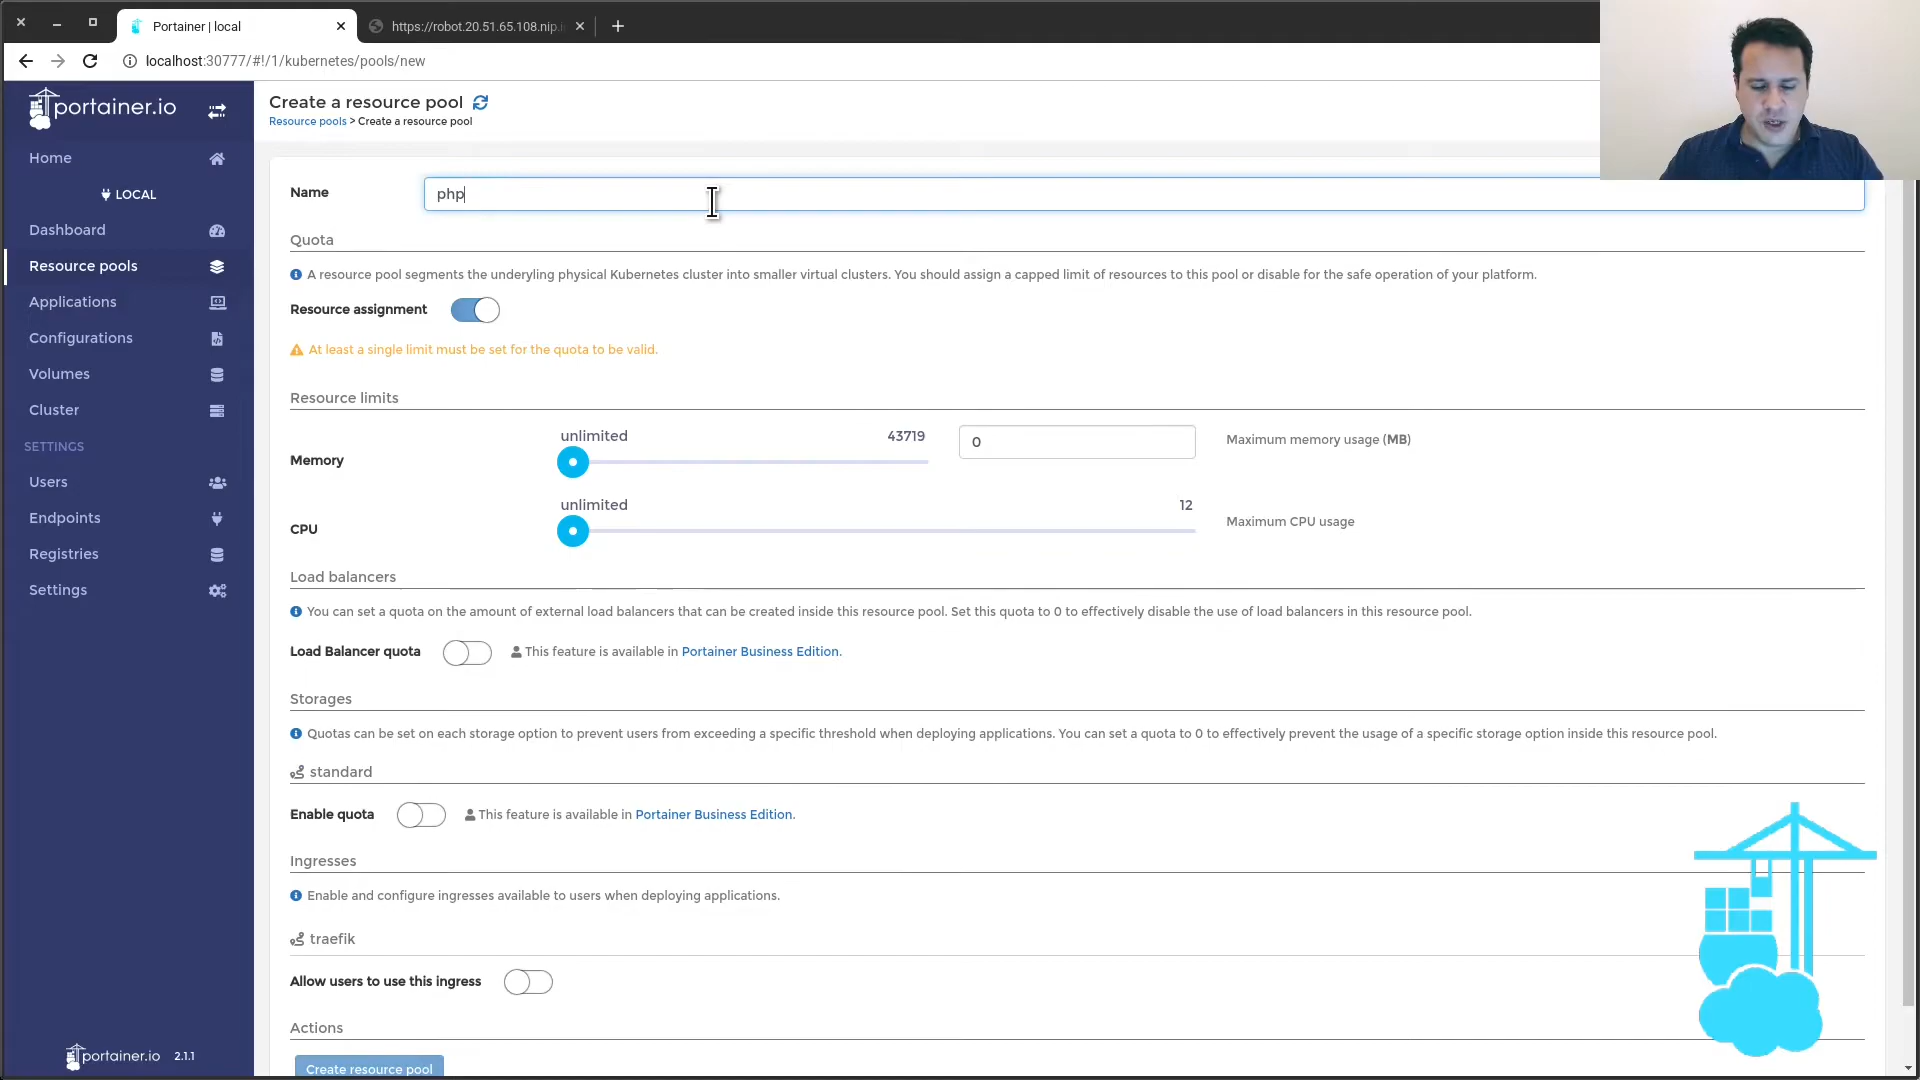 Portainer | local
https://robot.20.51.65.108.nip.
localhost:30777/#!/1/kubernetes/pools/new
portainer.io
Create a resource pool
Resource pools > Create a resource pool
Home
LOCAL
Dashboard
Resource pools
Applications
Configurations
Volumes
Cluster
SETTINGS
Users
Endpoints
Registries
Settings
portainer.io 2.1.1
Name
php
Quota
A resource pool segments the underyling physical Kubernetes cluster into smaller virtual clusters. You should assign a capped limit of resources to this pool or disable for the safe operation of your platform.
Resource assignment
At least a single limit must be set for the quota to be valid.
Resource limits
unlimited 43719
Memory
0
Maximum memory usage (MB)
unlimited 12
CPU
Maximum CPU usage
Load balancers
You can set a quota on the amount of external load balancers that can be created inside this resource pool. Set this quota to 0 to effectively disable the use of load balancers in this resource pool.
Load Balancer quota
This feature is available in Portainer Business Edition.
Storages
Quotas can be set on each storage option to prevent users from exceeding a specific threshold when deploying applications. You can set a quota to 0 to effectively prevent the usage of a specific storage option inside this resource pool.
standard
Enable quota
This feature is available in Portainer Business Edition.
Ingresses
Enable and configure ingresses available to users when deploying applications.
traefik
Allow users to use this ingress
Actions
Create resource pool